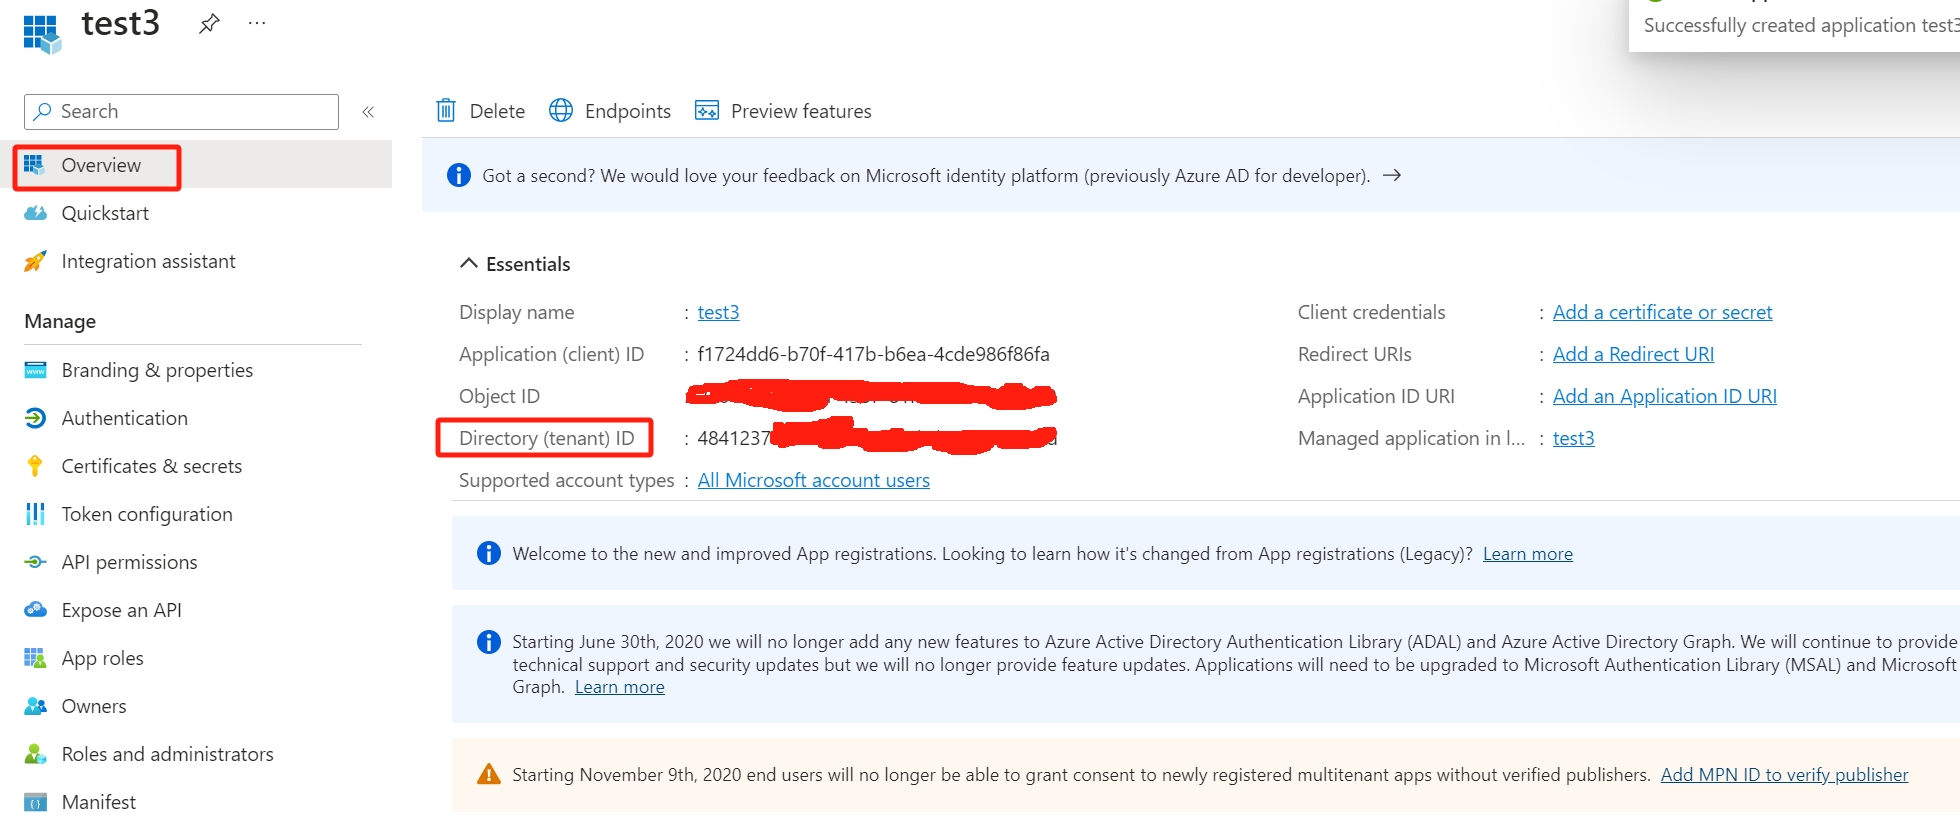 test3
Successfully created application test3
Search
Delete
Endpoints
Preview features
Overview
Got a second? We would love your feedback on Microsoft identity platform (previously Azure AD for developer).
Quickstart
Integration assistant
Essentials
Manage
Display name : test3
Client credentials : Add a certificate or secret
Application (client) ID : f1724dd6-b70f-417b-b6ea-4cde986f86fa
Redirect URIs : Add a Redirect URI
Object ID
Application ID URI : Add an Application ID URI
Directory (tenant) ID : 4841237
Managed application in l... : test3
Supported account types : All Microsoft account users
Branding & properties
Authentication
Certificates & secrets
Token configuration
API permissions
Expose an API
App roles
Owners
Roles and administrators
Manifest
Welcome to the new and improved App registrations. Looking to learn how it's changed from App registrations (Legacy)? Learn more
Starting June 30th, 2020 we will no longer add any new features to Azure Active Directory Authentication Library (ADAL) and Azure Active Directory Graph. We will continue to provide
technical support and security updates but we will no longer provide feature updates. Applications will need to be upgraded to Microsoft Authentication Library (MSAL) and Microsoft
Graph. Learn more
Starting November 9th, 2020 end users will no longer be able to grant consent to newly registered multitenant apps without verified publishers. Add MPN ID to verify publisher